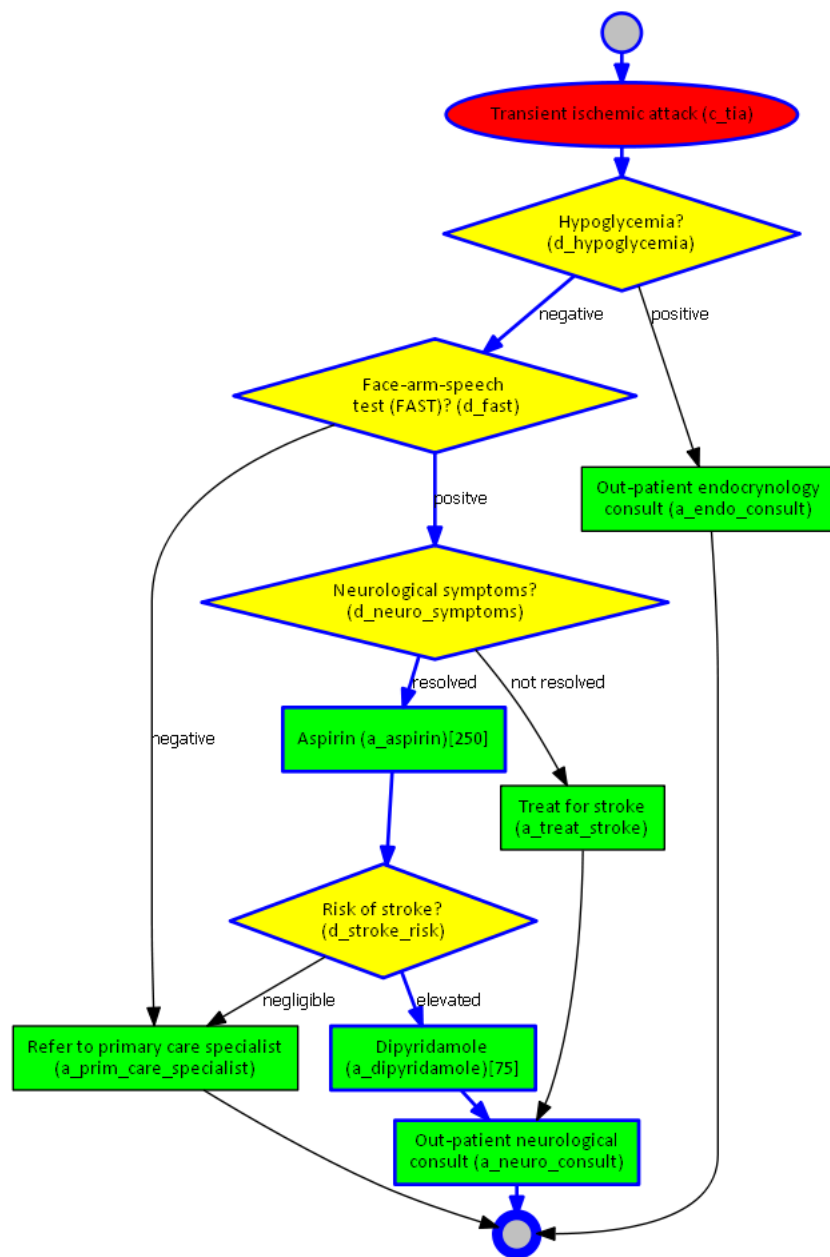 Transient ischemic attack (c_tia)
Hypoglycemia?
(d_hypoglycemia)
negative
positive
Face-arm-speech
test (FAST)? (d_fast)
positve
Out-patient endocrynology
consult (a_endo_consult)
Neurological symptoms?
(d_neuro_symptoms)
resolved
not resolved
negative
Aspirin (a_aspirin)[250]
Treat for stroke
(a_treat_stroke)
Risk of stroke?
(d_stroke_risk)
negligible
elevated
Refer to primary care specialist
(a_prim_care_specialist)
Dipyridamole
(a_dipyridamole)[75]
Out-patient neurological
consult (a_neuro_consult)